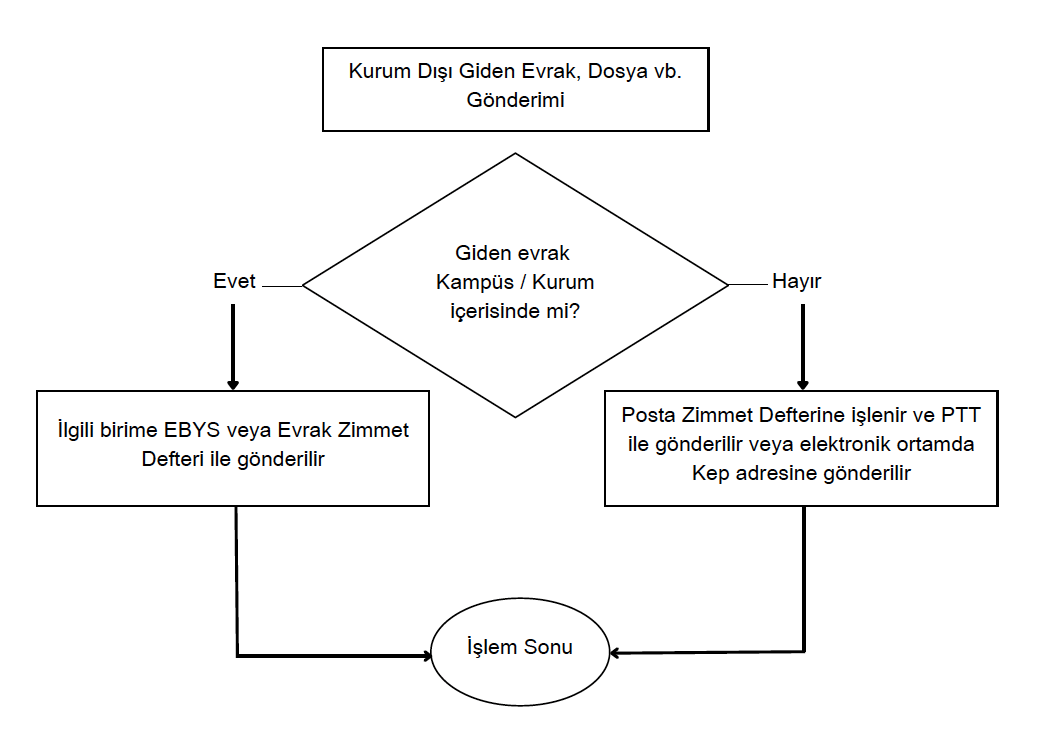 Kurum Dışı Giden Evrak, Dosya vb.
Gönderimi
Giden evrak
Kampüs / Kurum
içerisinde mi?
Evet
Hayır
İlgili birime EBYS veya Evrak Zimmet
Defteri ile gönderilir
Posta Zimmet Defterine işlenir ve PTT
ile gönderilir veya elektronik ortamda
Kep adresine gönderilir
İşlem Sonu